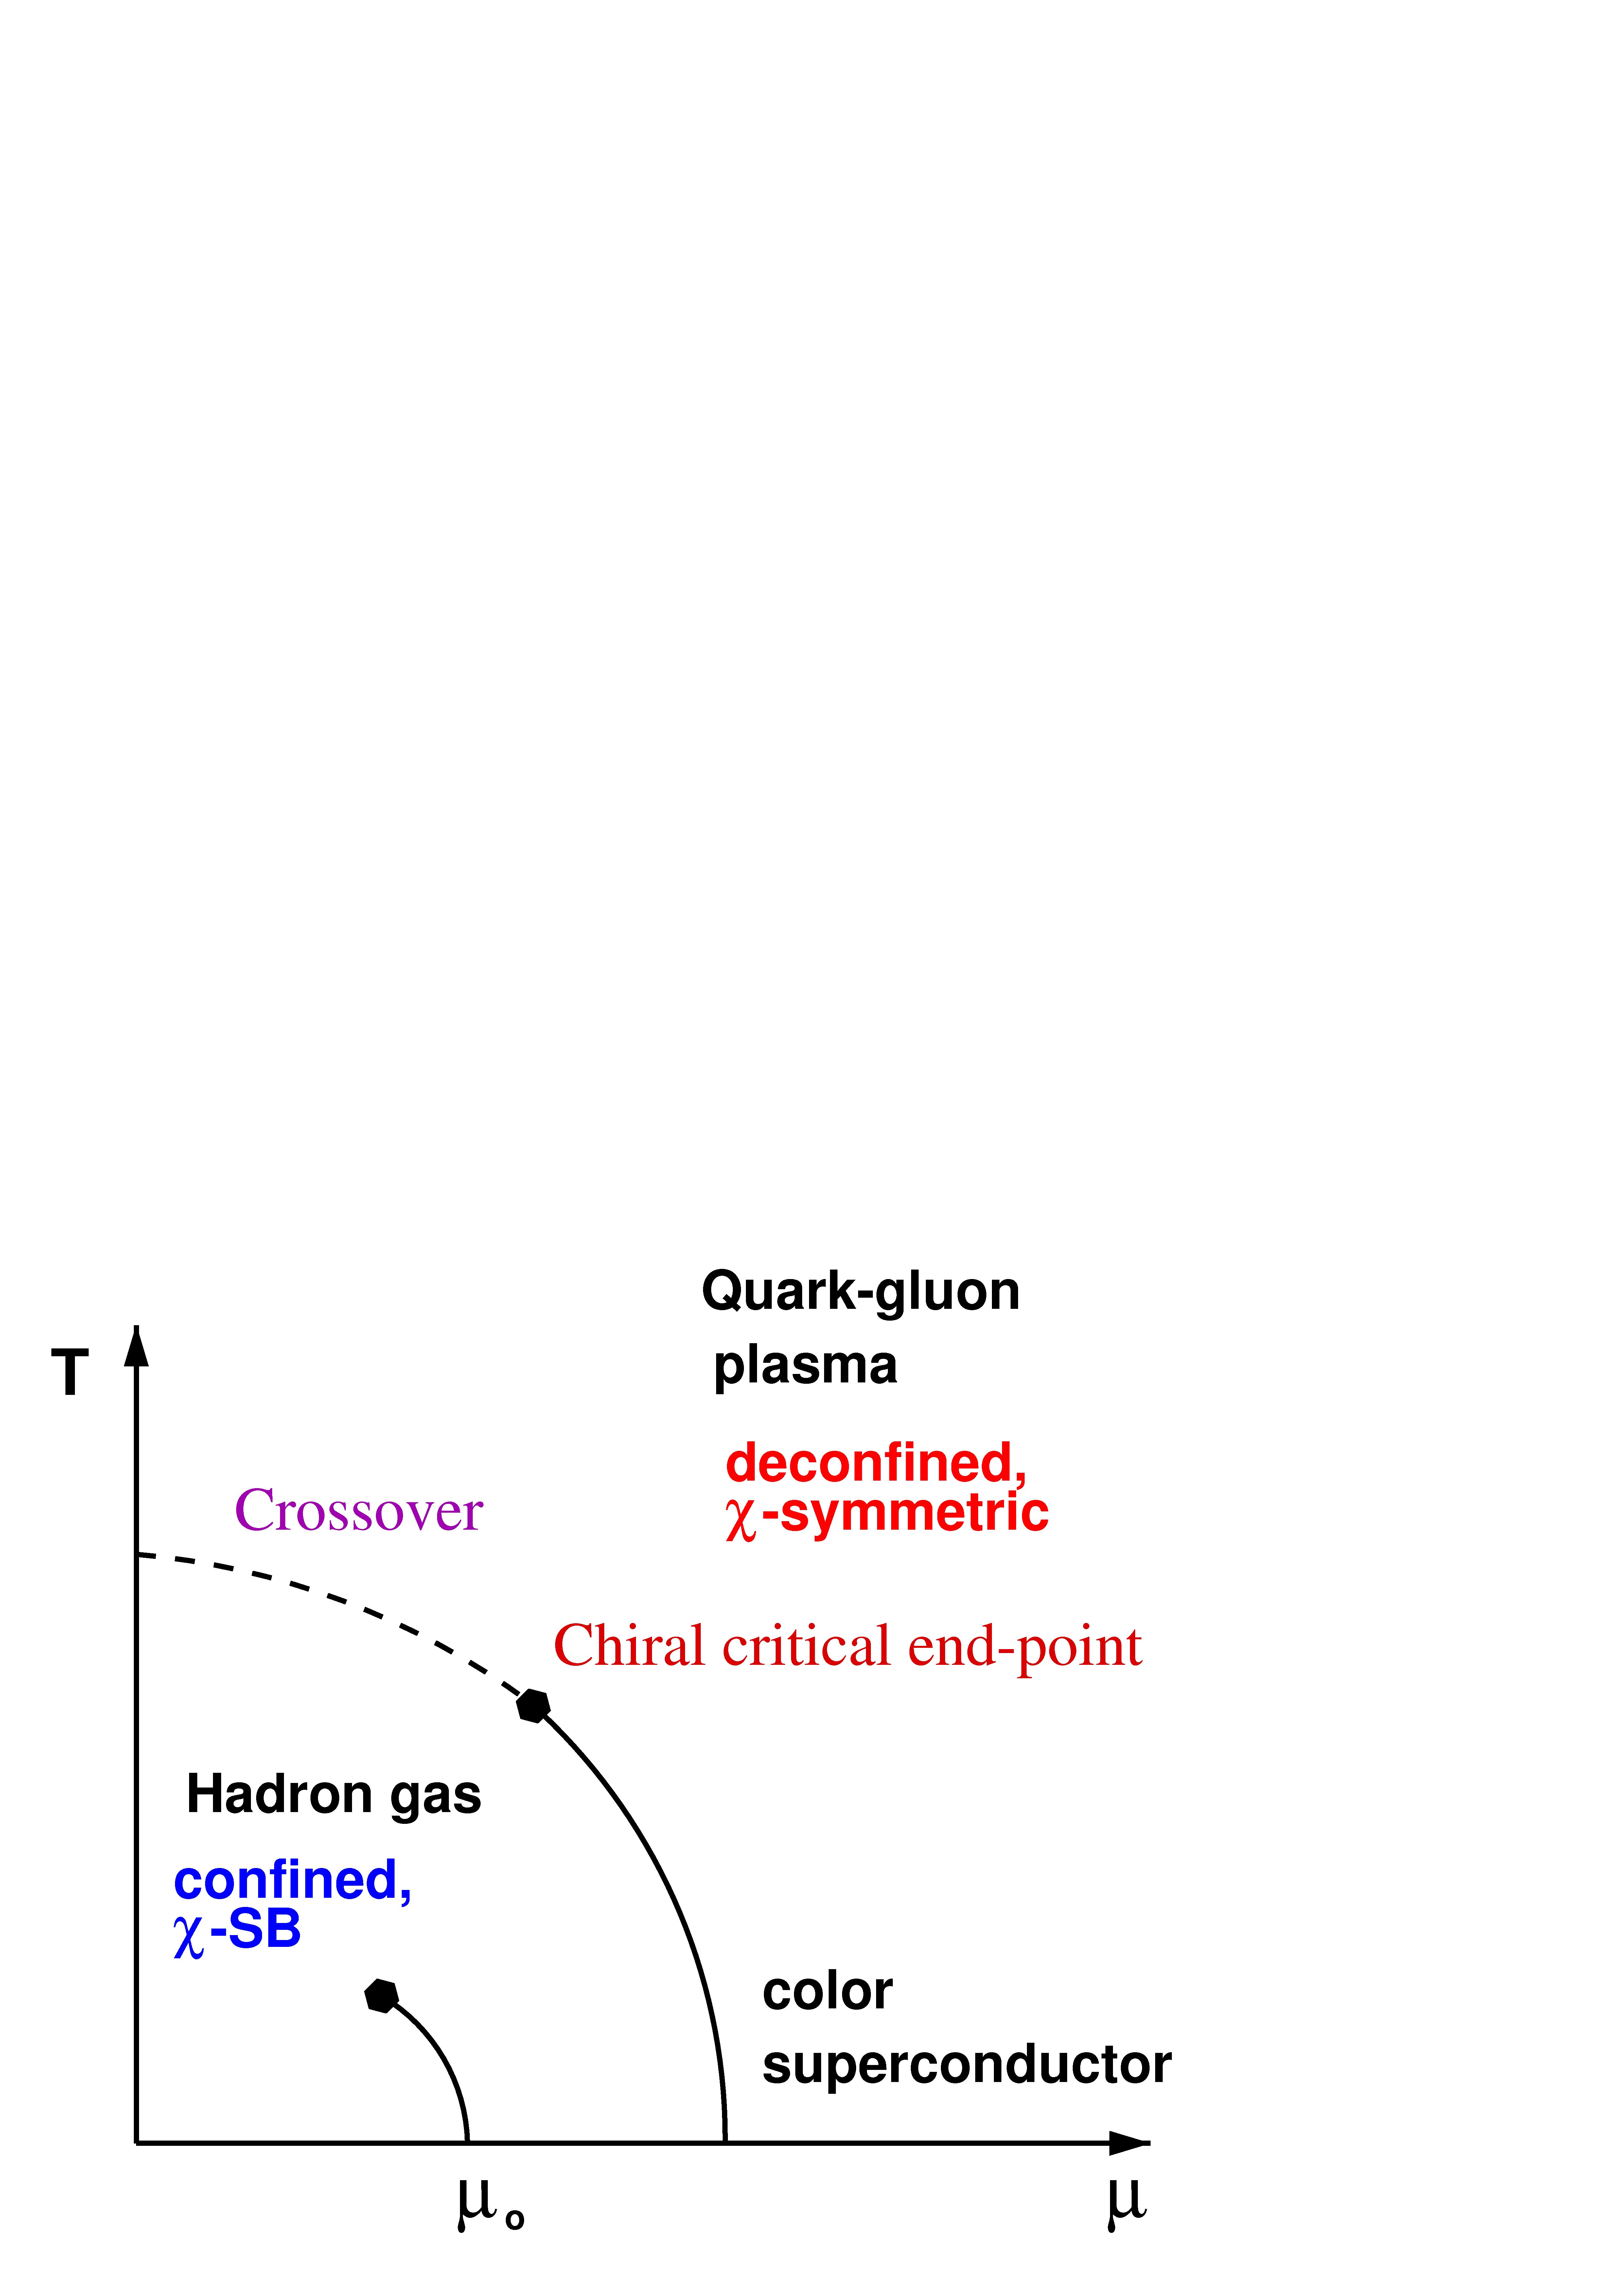 Quark-gluon
plasma
T
deconfined,
χ-symmetric
Crossover
Chiral critical end-point
Hadron gas
confined,
χ-SB
color
superconductor
μo
μ